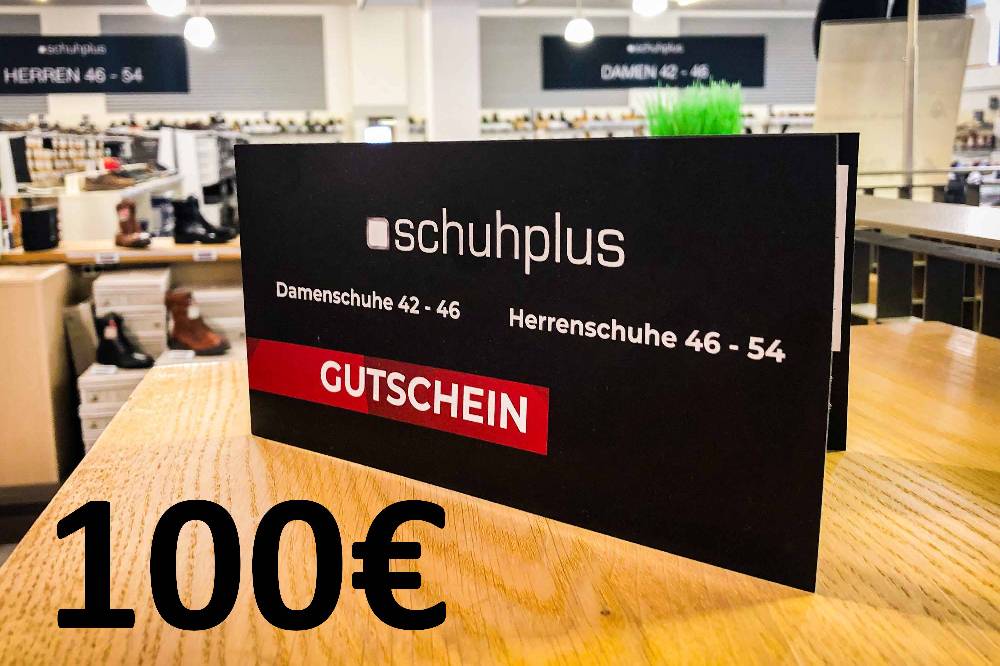 schuhplus
HERREN 46 - 54
schuhplus
DAMEN 42 - 46
schuhplus
Damenschuhe 42 - 46
Herrenschuhe 46 - 54
GUTSCHEIN
100€